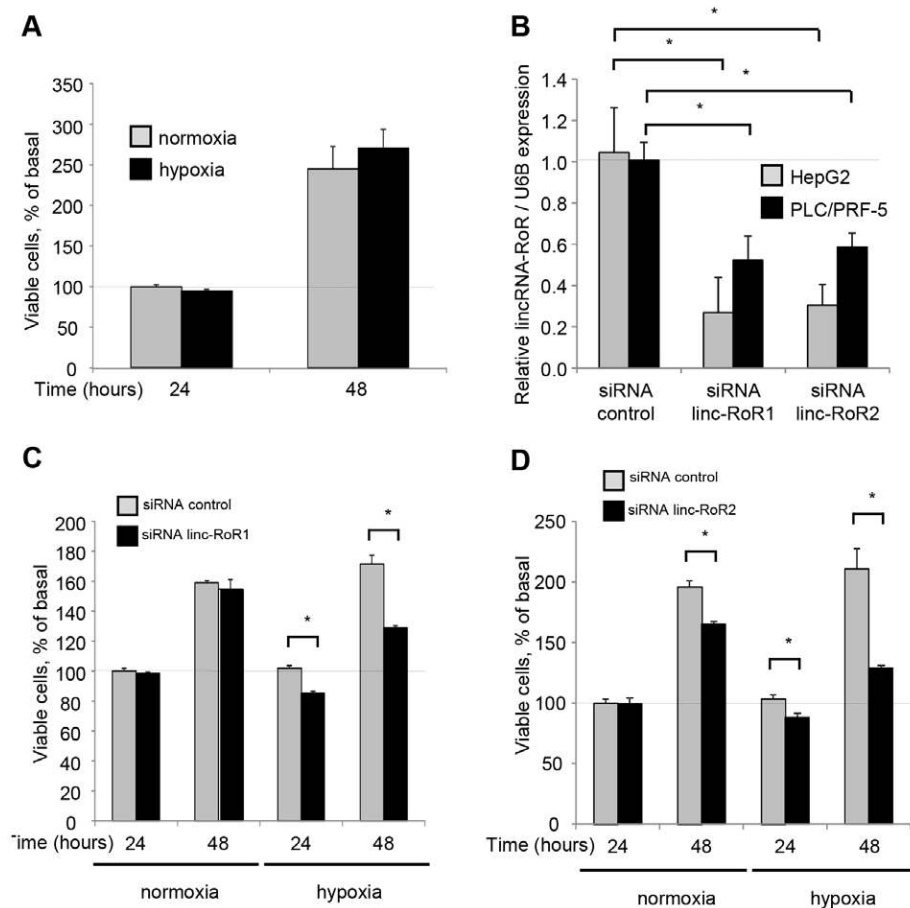 A
Viable cells, % of basal
350
300
250
200
150
100
50
0
normoxia
hypoxia
Time (hours) 24 48
B
Relative lincRNA-RoR / U6B expression
1.4
1.2
1.0
0.8
0.6
0.4
0.2
0.0
* 
*
*
*
HepG2
PLC/PRF-5
siRNA siRNA siRNA
control linc-RoR1 linc-RoR2
C
siRNA control
siRNA linc-RoR1
Viable cells, % of basal
200
180
160
140
120
100
80
60
40
20
0
*
*
ime (hours) 24 48 24 48
normoxia hypoxia
D
siRNA control
siRNA linc-RoR2
Viable cells, % of basal
250
200
150
100
50
0
*
*
*
Time (hours) 24 48 24 48
normoxia hypoxia